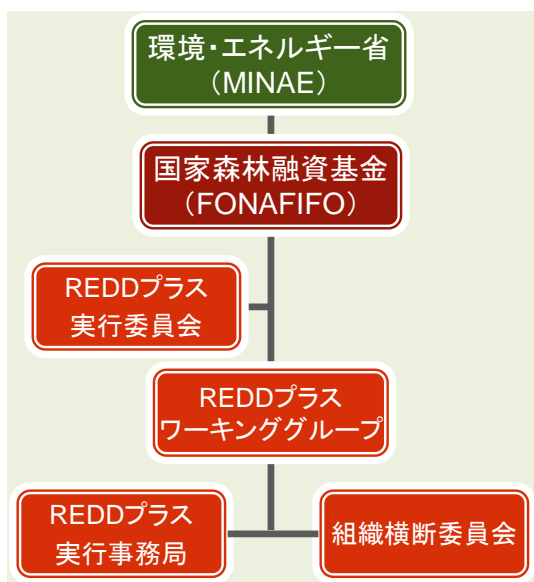 環境・エネルギー省
（MINAE）
国家森林融資基金
（FONAFIFO）
REDDプラス
実行委員会
REDDプラス
ワーキンググループ
REDDプラス
実行事務局
組織横断委員会